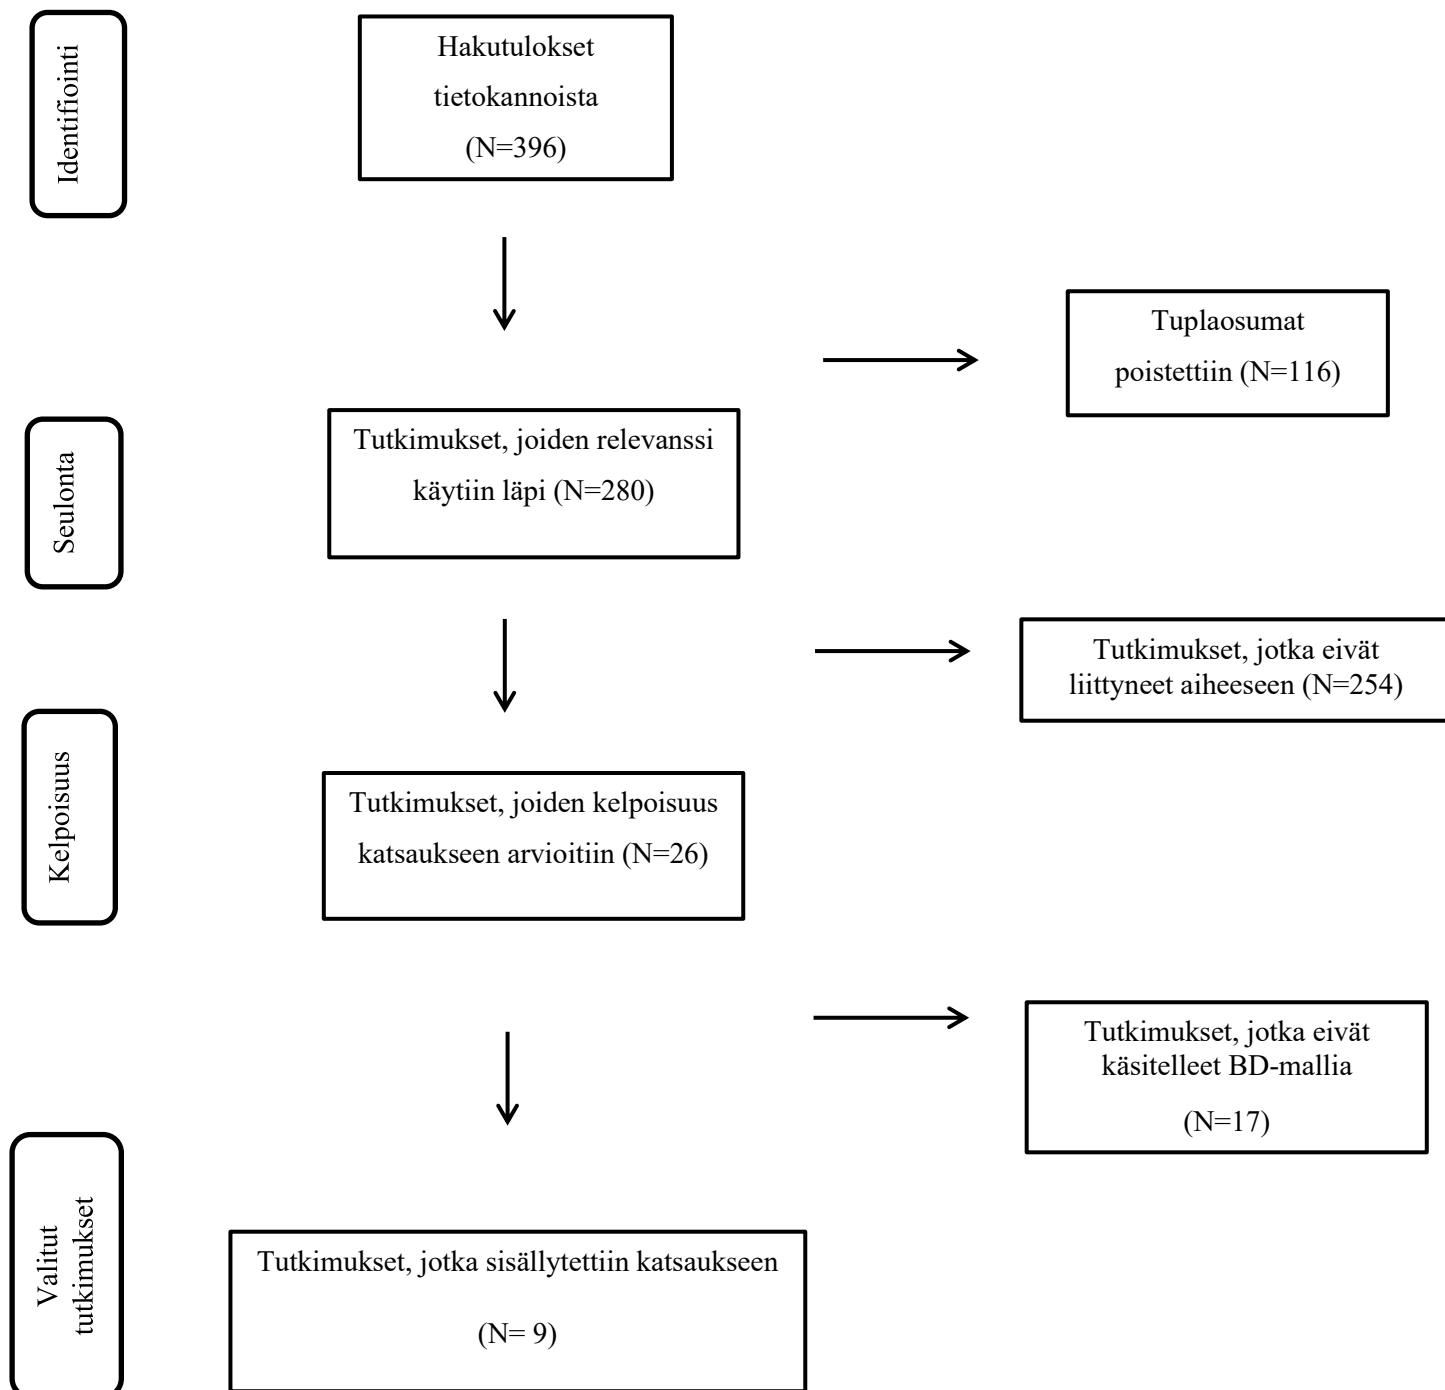 Identifiointi
Hakutulokset
tietokannoista
(N=396)
Tuplaosumat
poistettiin (N=116)
Seulonta
Tutkimukset, joiden relevanssi
käytiin läpi (N=280)
Tutkimukset, jotka eivät
liittyneet aiheeseen (N=254)
Kelpoisuus
Tutkimukset, joiden kelpoisuus
katsaukseen arvioitiin (N=26)
Tutkimukset, jotka eivät
käsitelleet BD-mallia
(N=17)
Valitut
tutkimukset
Tutkimukset, jotka sisällytettiin katsaukseen
(N= 9)